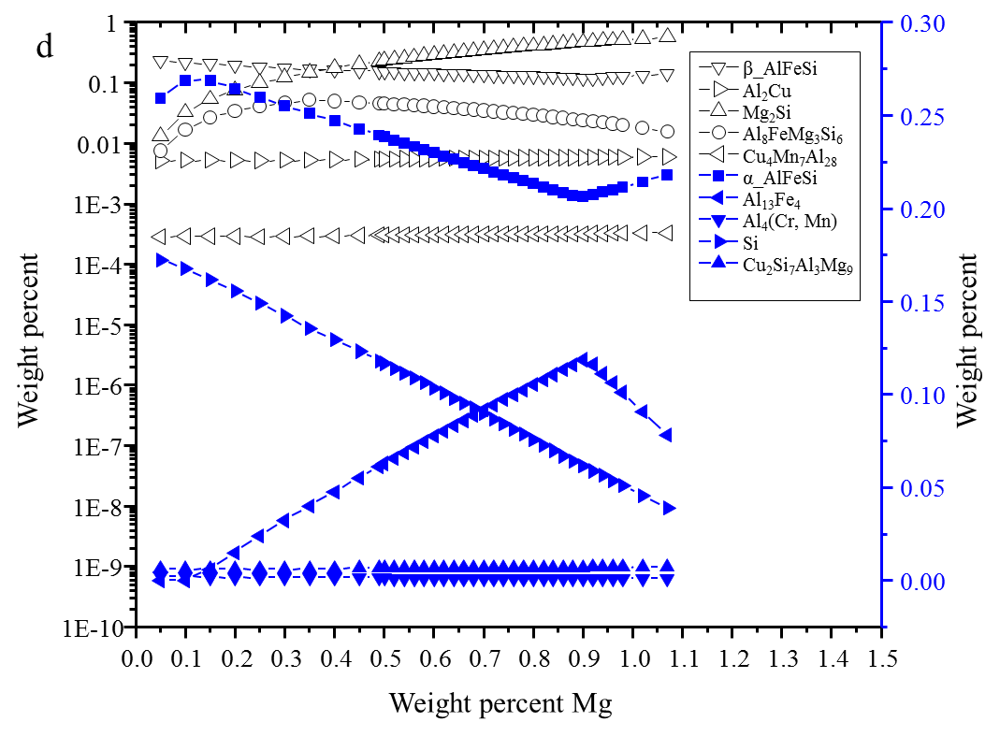 d
Weight percent
1
0.1
0.01
1E-3
1E-4
1E-5
1E-6
1E-7
1E-8
1E-9
1E-10
0.0 0.1 0.2 0.3 0.4 0.5 0.6 0.7 0.8 0.9 1.0 1.1 1.2 1.3 1.4 1.5
Weight percent Mg
0.30
0.25
0.20
0.15
0.10
0.05
0.00
Weight percent
β_AlFeSi
Al₂Cu
Mg₂Si
Al₈FeMg₃Si₆
Cu₄Mn₇Al₂₈
α_AlFeSi
Al₁₃Fe₄
Al₄(Cr, Mn)
Si
Cu₂Si₇Al₃Mg₉